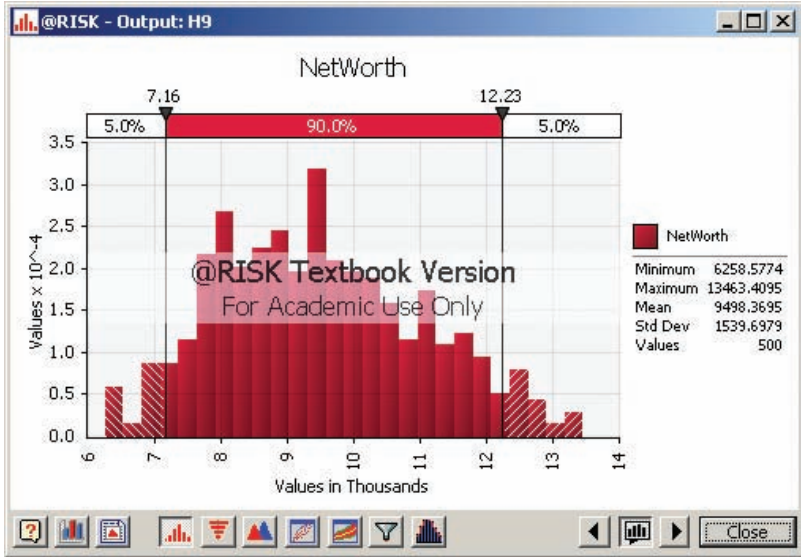 @RISK - Output: H9
NetWorth
7.16 12.23
5.0% 90.0% 5.0%
3.5
3.0
2.5
2.0
1.5
1.0
0.5
0.0
Values x 10^-4
6 7 8 9 10 11 12 13 14
Values in Thousands
@RISK Textbook Version
For Academic Use Only
NetWorth
Minimum 6258.5774
Maximum 13463.4095
Mean 9498.3695
Std Dev 1539.6979
Values 500
Close